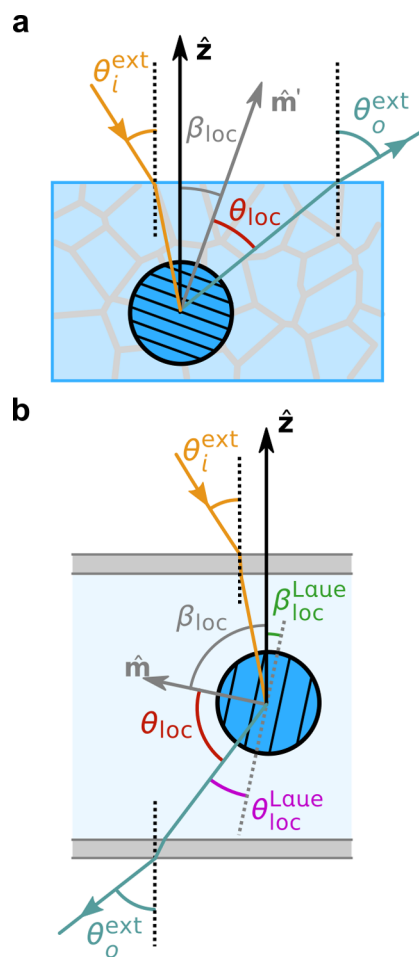 a
θ_i^ext
ẑ
β_loc
m̂'
θ_o^ext
θ_loc
b
ẑ
θ_i^ext
β_loc^Laue
β_loc
m̂
θ_loc
θ_loc^Laue
θ_o^ext